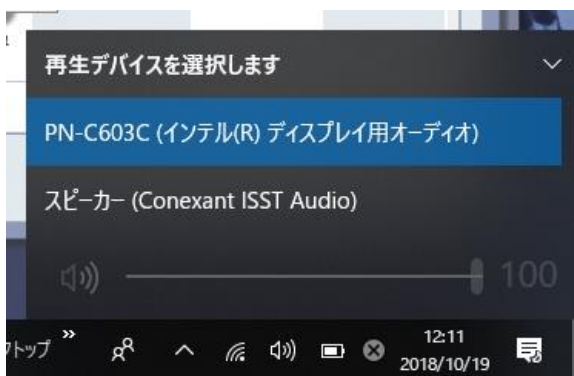 再生デバイスを選択します
PN-C603C (インテル(R) ディスプレイ用オーディオ)
スピーカー (Conexant ISST Audio)
100
クトップ
12:11
2018/10/19